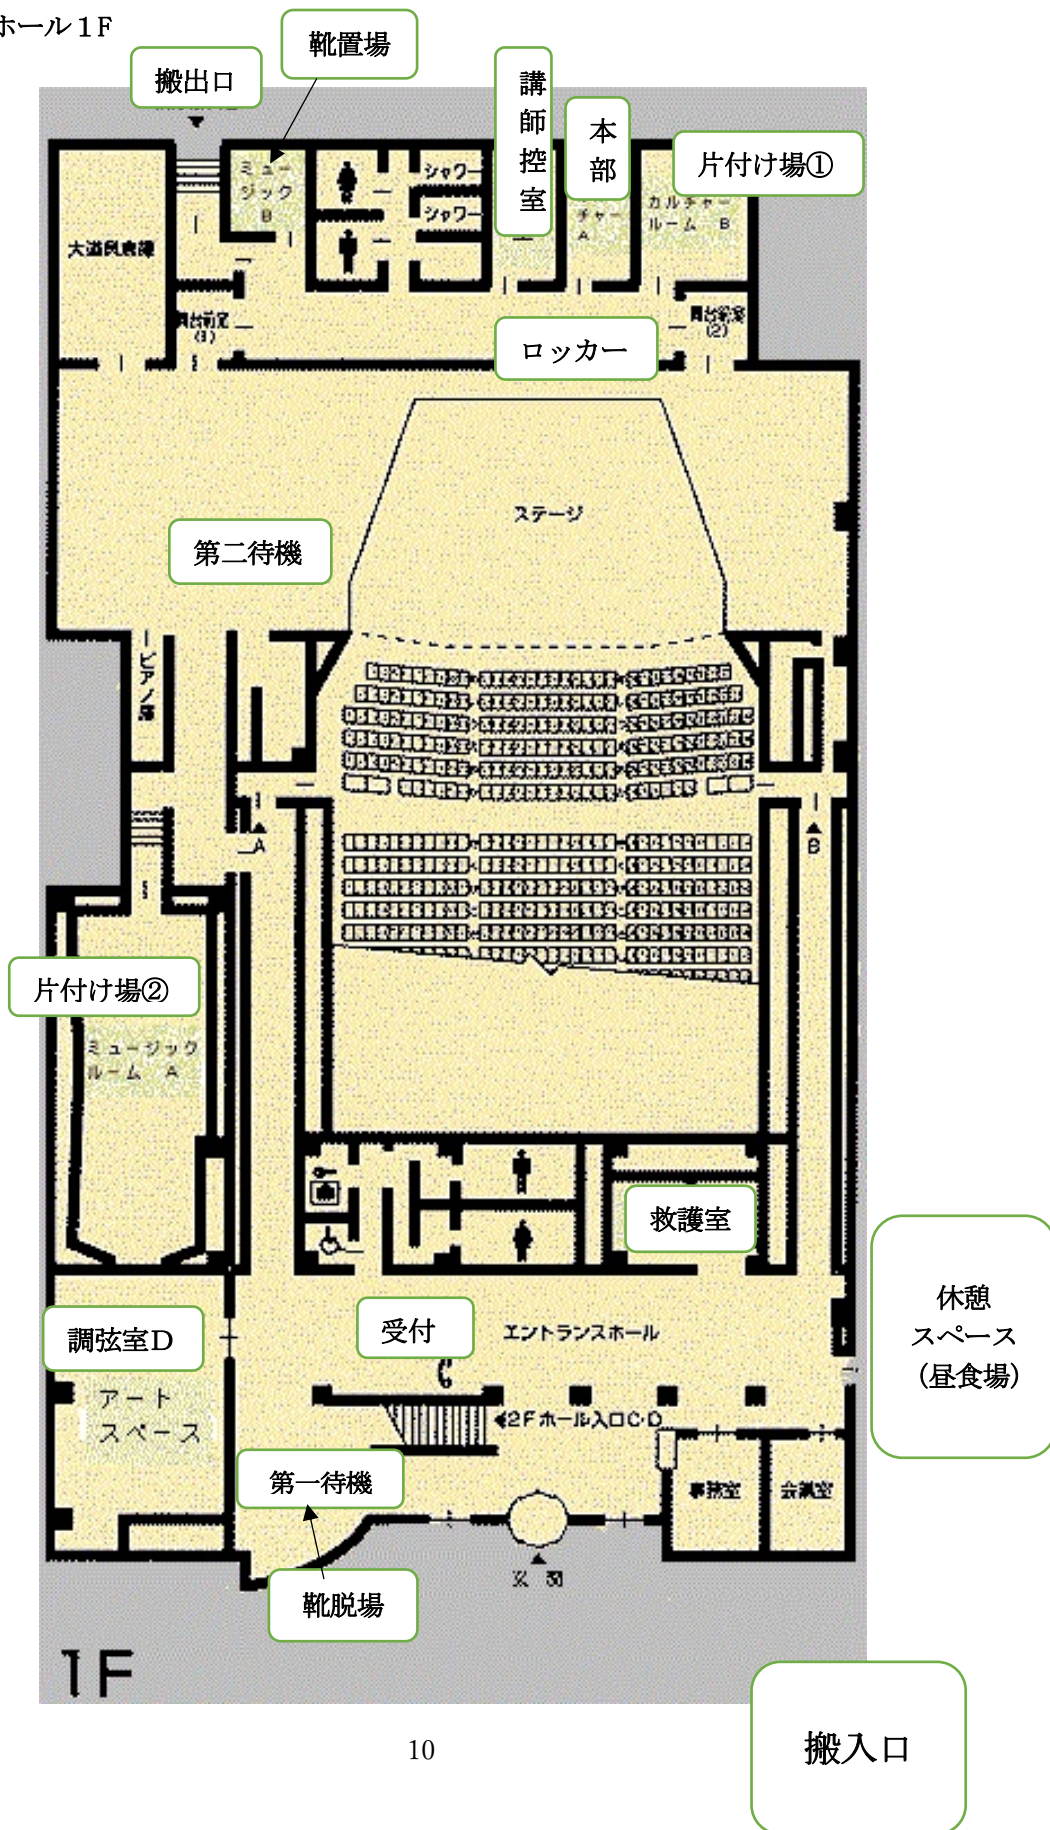 ホール１F
靴置場
搬出口
講師控室
本部
片付け場①
ミュー
ジック
B
シャワー
シャワー
チャー
A
カルチャー
ルーム B
大道具倉庫
ロッカー
ステージ
第二待機
ピアノ庫
A
B
片付け場②
ミュージック
ルーム A
救護室
休憩
スペース
（昼食場）
調弦室D
受付
エントランスホール
アート
スペース
2Fホール入口C・D
第一待機
事務室
会議室
玄関
靴脱場
1F
搬入口
10